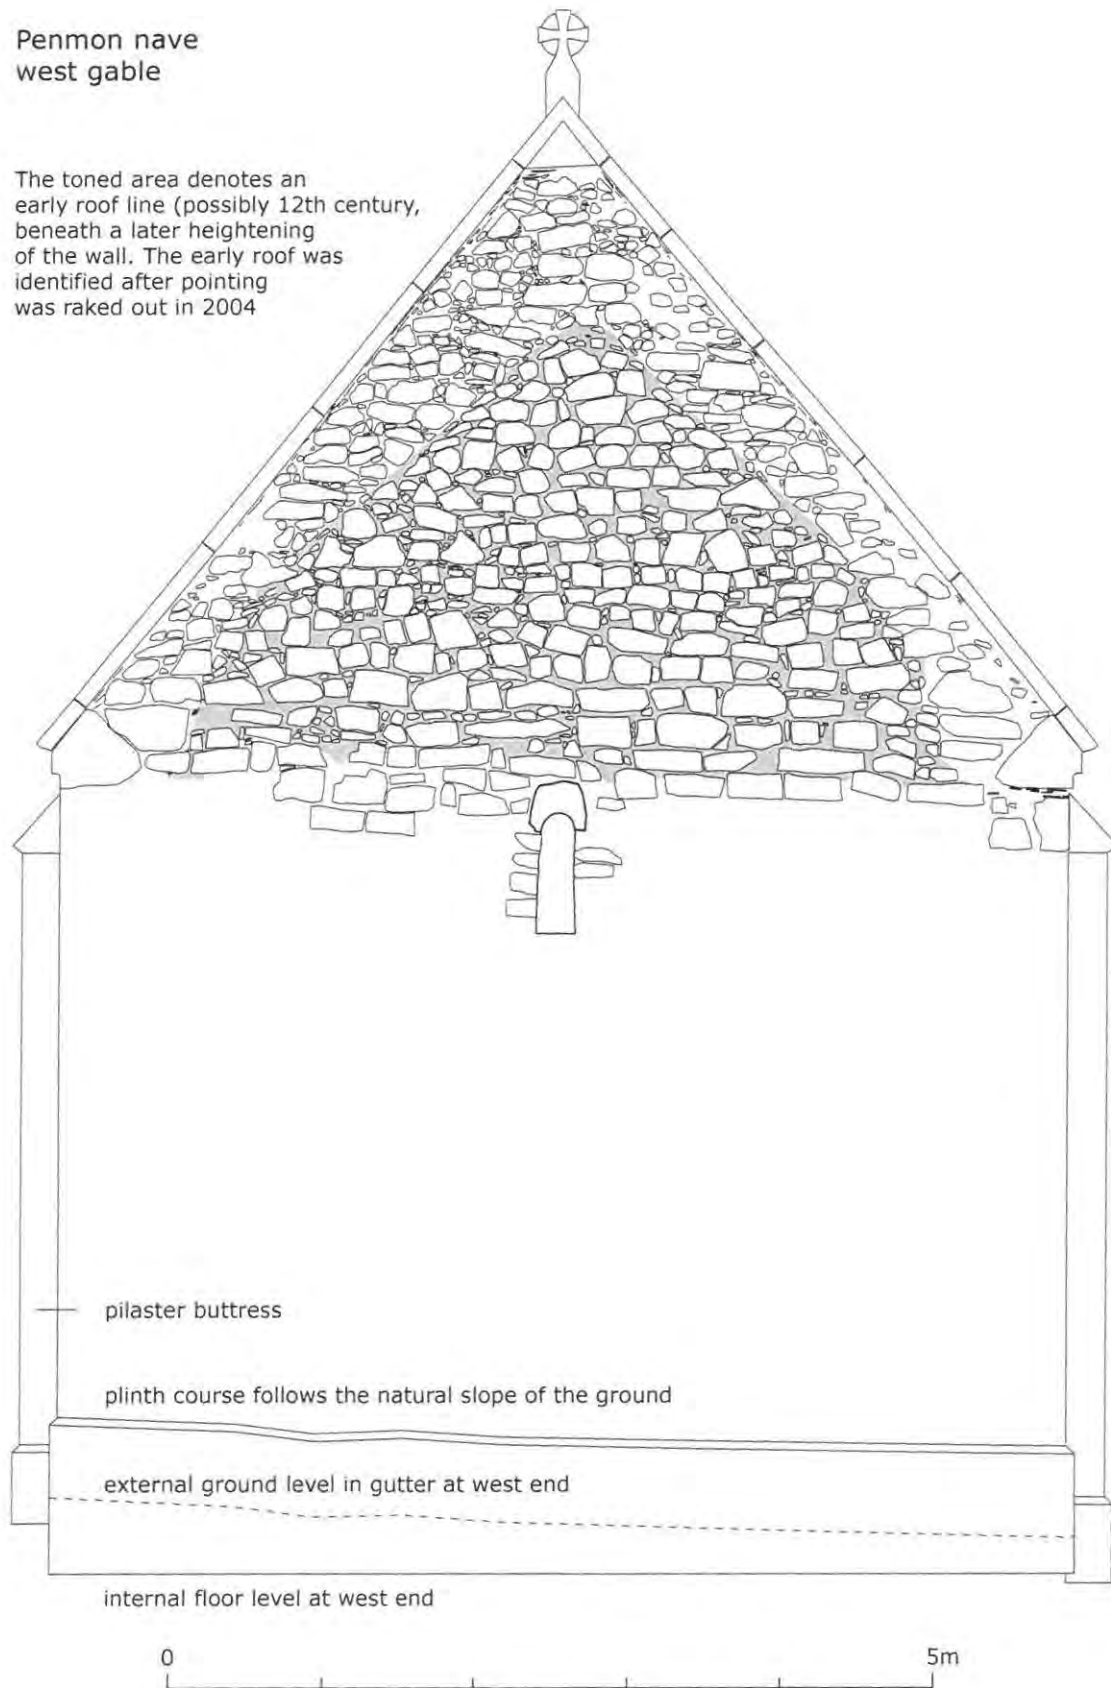 Penmon nave
west gable
The toned area denotes an
early roof line (possibly 12th century,
beneath a later heightening
of the wall. The early roof was
identified after pointing
was raked out in 2004
pilaster buttress
plinth course follows the natural slope of the ground
external ground level in gutter at west end
internal floor level at west end
0 5m